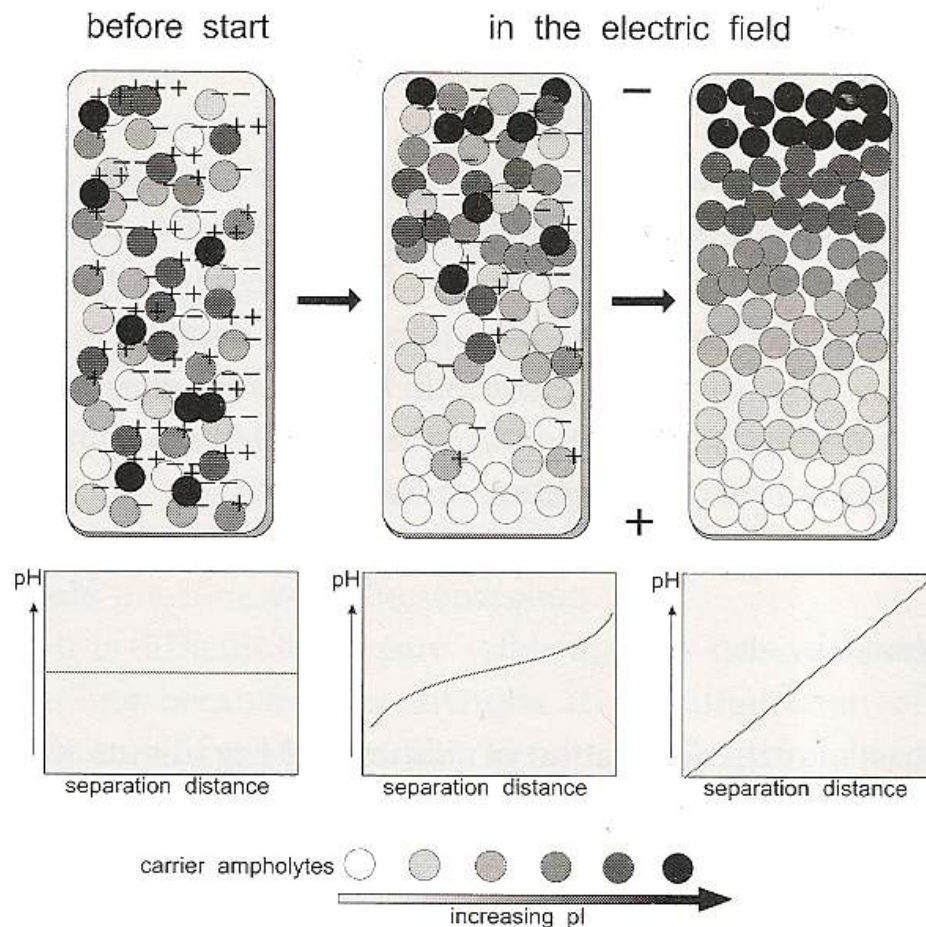 before start
in the electric field
−
+
pH
separation distance
pH
separation distance
pH
separation distance
carrier ampholytes
increasing pI